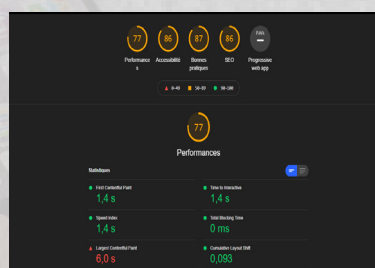 77 86 87 86
Performance
s
Accessibilité
Bonnes
pratiques
SEO
Progressive
web app
0-49 50-89 90-100
77
Performances
Statistiques
First Contentful Paint
1,4 s
Time to Interactive
1,4 s
Speed Index
1,4 s
Total Blocking Time
0 ms
Largest Contentful Paint
6,0 s
Cumulative Layout Shift
0,093